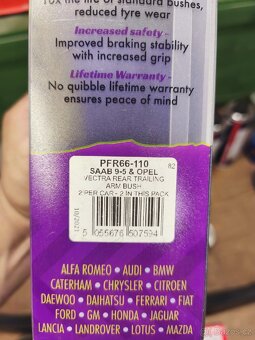 10x the life of standard bushes,
reduced tyre wear
Increased safety -
Improved braking stability
with increased grip
Lifetime Warranty -
No quibble lifetime warranty
ensures peace of mind
PFR66-110
82
SAAB 9-5 & OPEL
VECTRA REAR TRAILING
ARM BUSH
2 PER CAR - 2 IN THIS PACK
10/2021
5 055676 507594
ALFA ROMEO • AUDI • BMW
CATERHAM • CHRYSLER • CITROEN
DAEWOO • DAIHATSU • FERRARI • FIAT
FORD • GM • HONDA • JAGUAR
LANCIA • LANDROVER • LOTUS • MAZDA